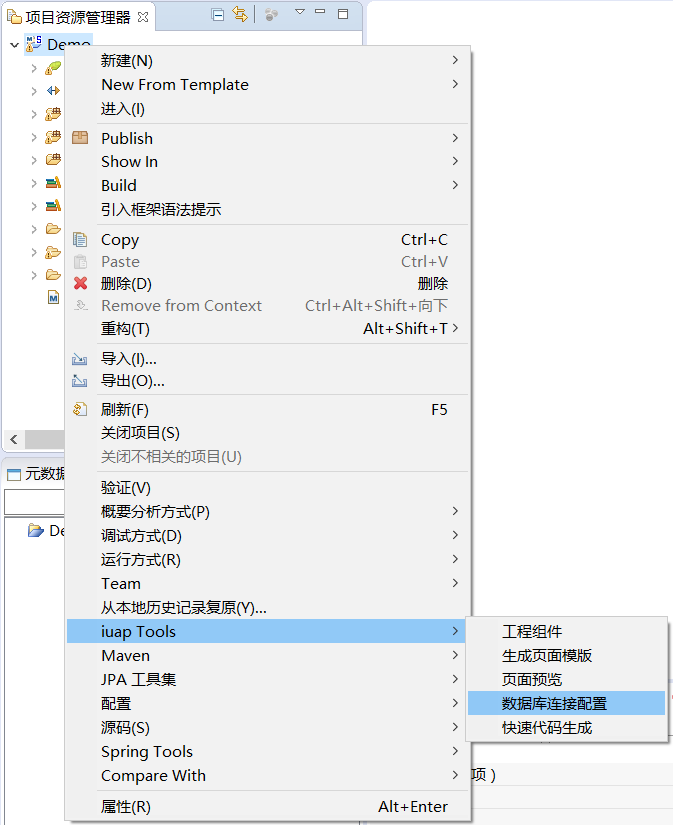 项目资源管理器
Demo
新建(N)
New From Template
进入(I)
Publish
Show In
Build
引入框架语法提示
Copy Ctrl+C
Paste Ctrl+V
删除(D) 删除
Remove from Context Ctrl+Alt+Shift+向下
重构(T) Alt+Shift+T
导入(I)...
导出(O)...
刷新(F) F5
关闭项目(S)
关闭不相关的项目(U)
元数据
验证(V)
概要分析方式(P)
De
调试方式(D)
运行方式(R)
Team
从本地历史记录复原(Y)...
iuap Tools
工程组件
Maven
生成页面模版
JPA 工具集
页面预览
配置
数据库连接配置
源码(S)
快速代码生成
Spring Tools
Compare With
项）
属性(R) Alt+Enter